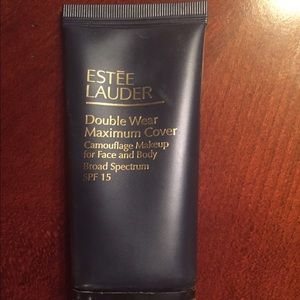 ESTĒE
LAUDER
Double Wear
Maximum Cover
Camouflage Makeup
for Face and Body
Broad Spectrum
SPF 15